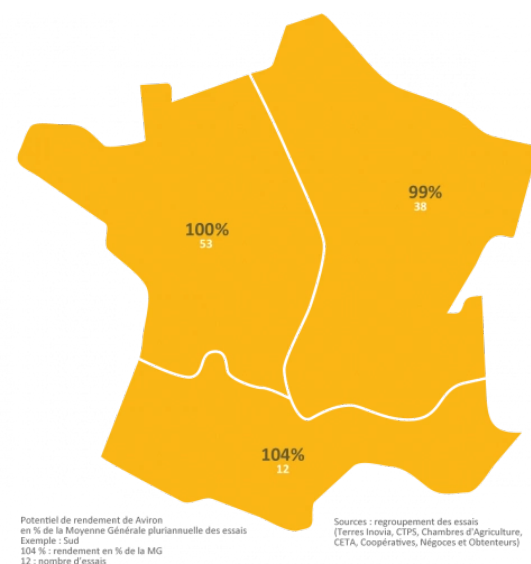 99%
38
100%
53
104%
12
Potentiel de rendement de Aviron
en % de la Moyenne Générale pluriannuelle des essais
Exemple : Sud
104 % : rendement en % de la MG
12 : nombre d'essais
Sources : regroupement des essais
(Terres Inovia, CTPS, Chambres d'Agriculture,
CETA, Coopératives, Négoces et Obtenteurs)